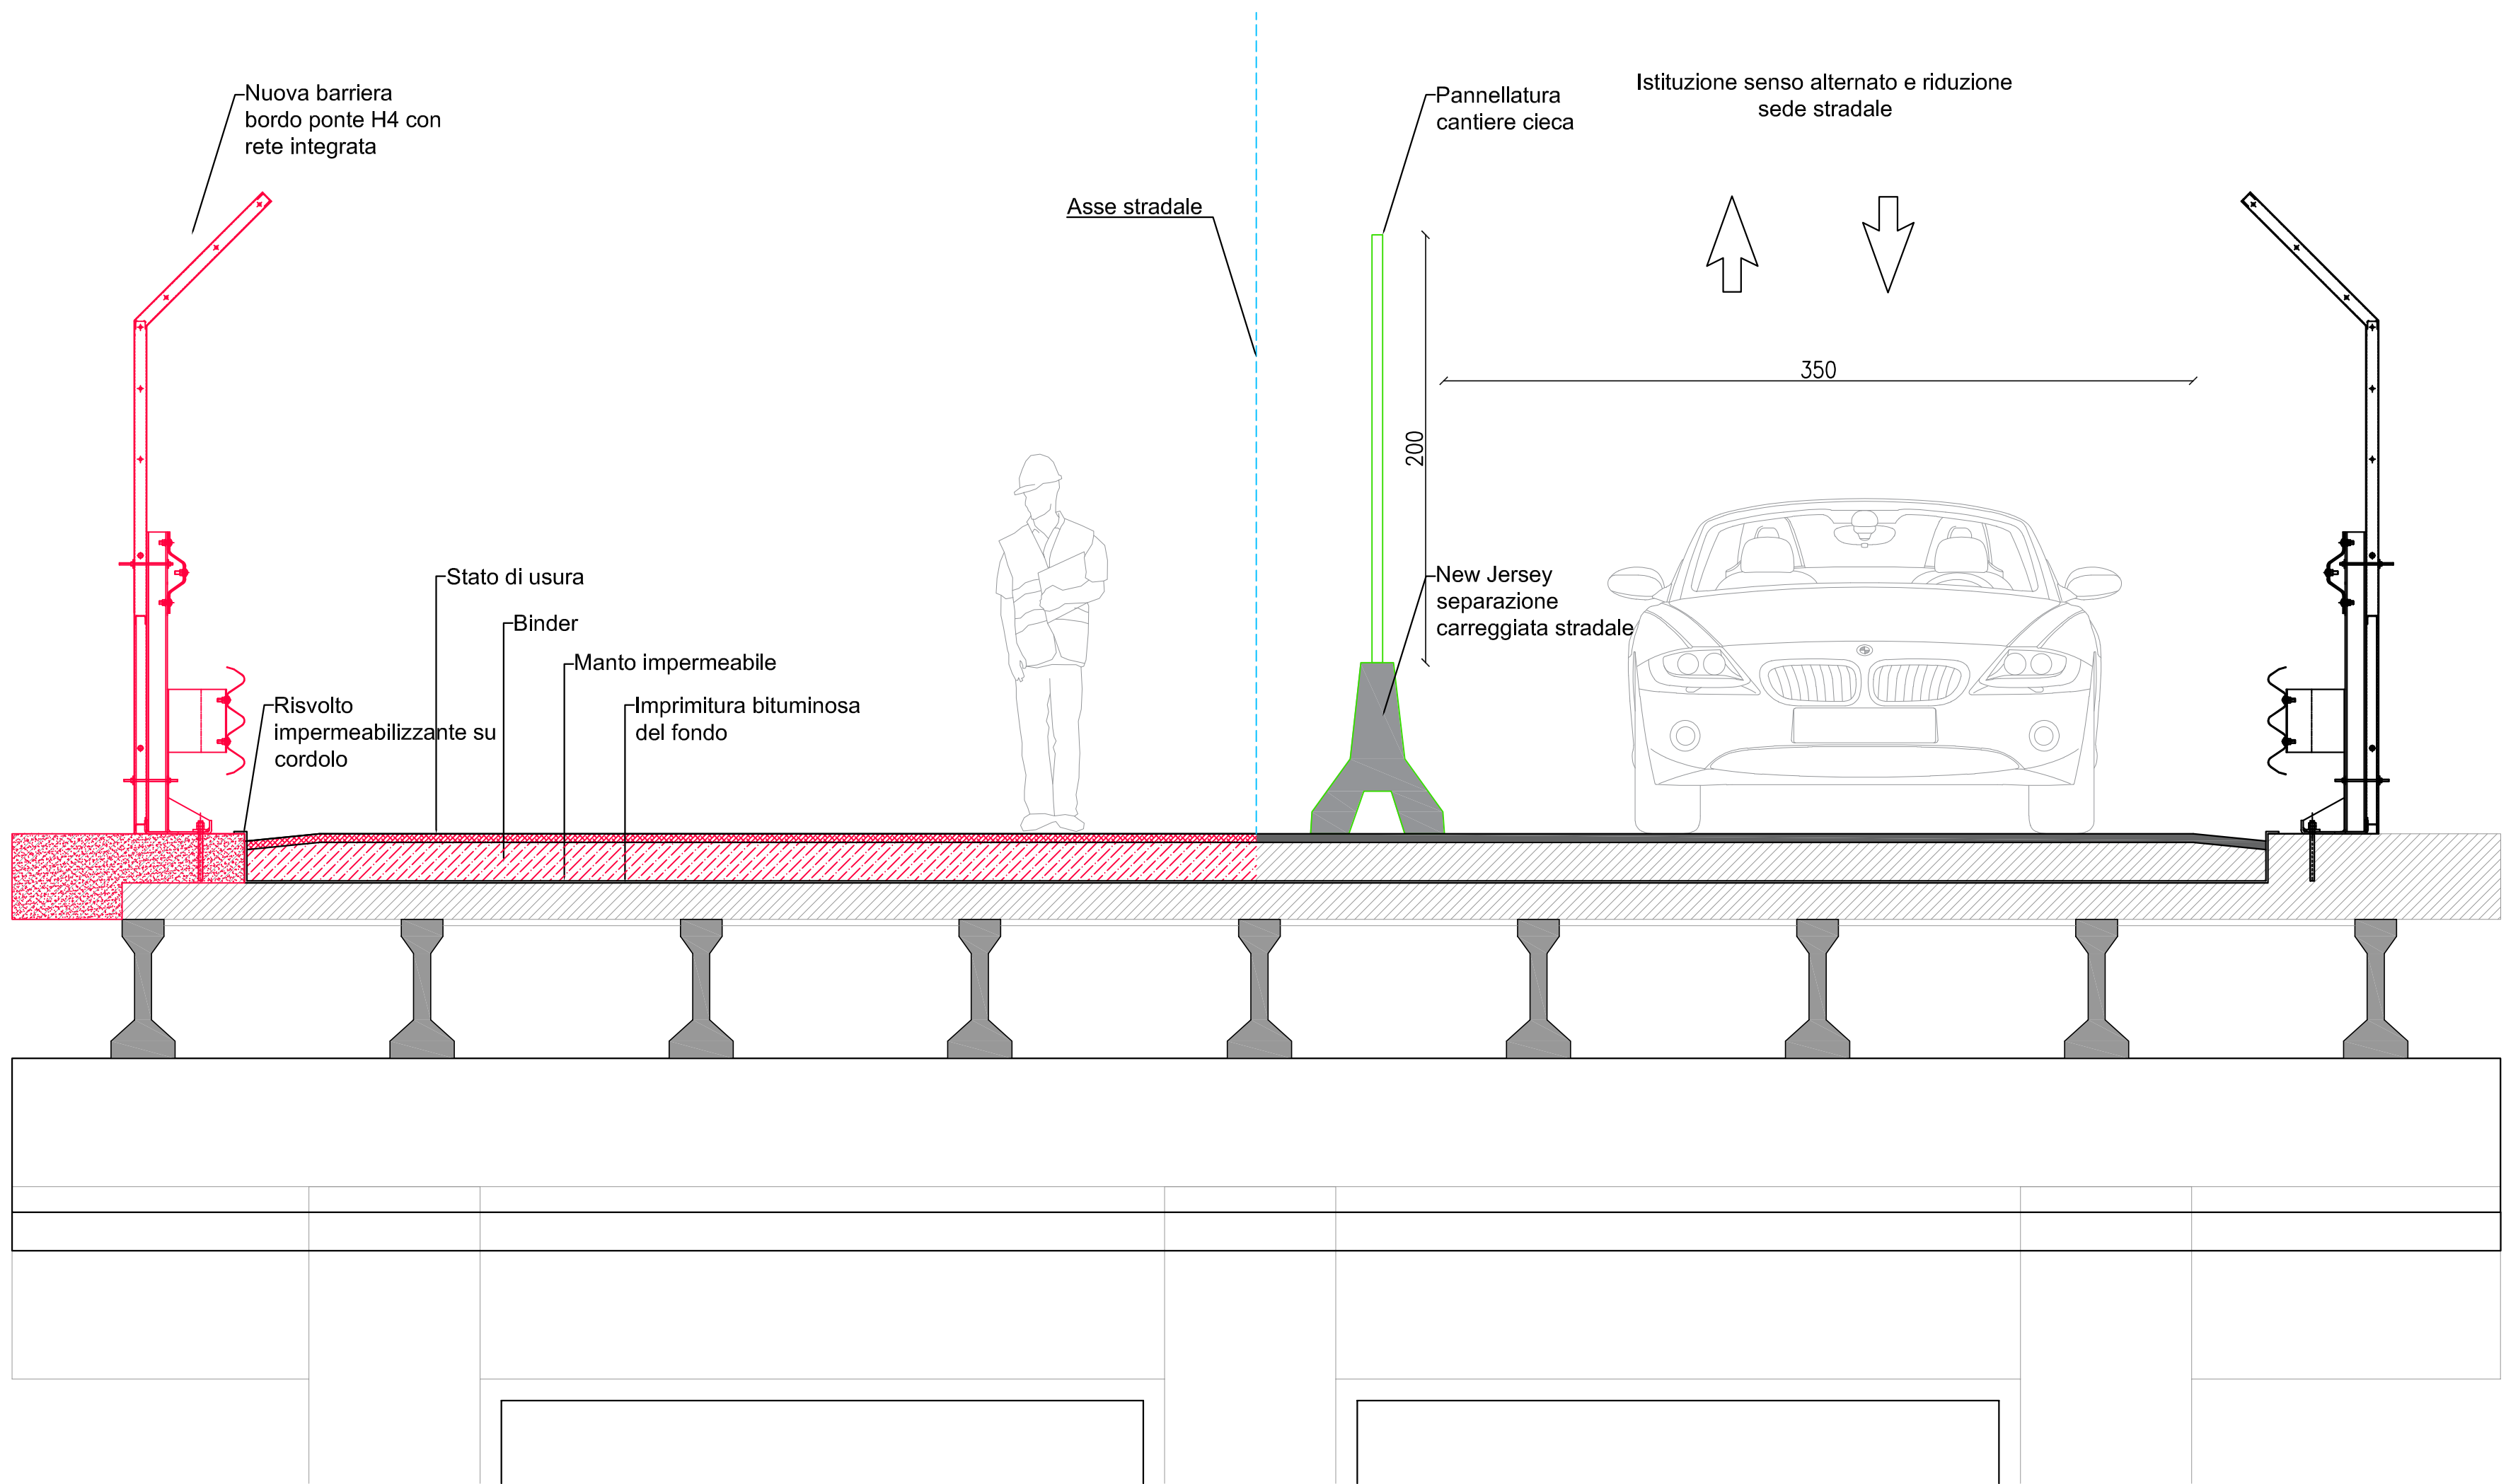 Nuova barriera
bordo ponte H4 con
rete integrata
Pannellatura
cantiere cieca
Istituzione senso alternato e riduzione
sede stradale
Asse stradale
350
200
Stato di usura
Binder
Manto impermeabile
Risvolto
impermeabilizzante su
cordolo
Imprimitura bituminosa
del fondo
New Jersey
separazione
carreggiata stradale